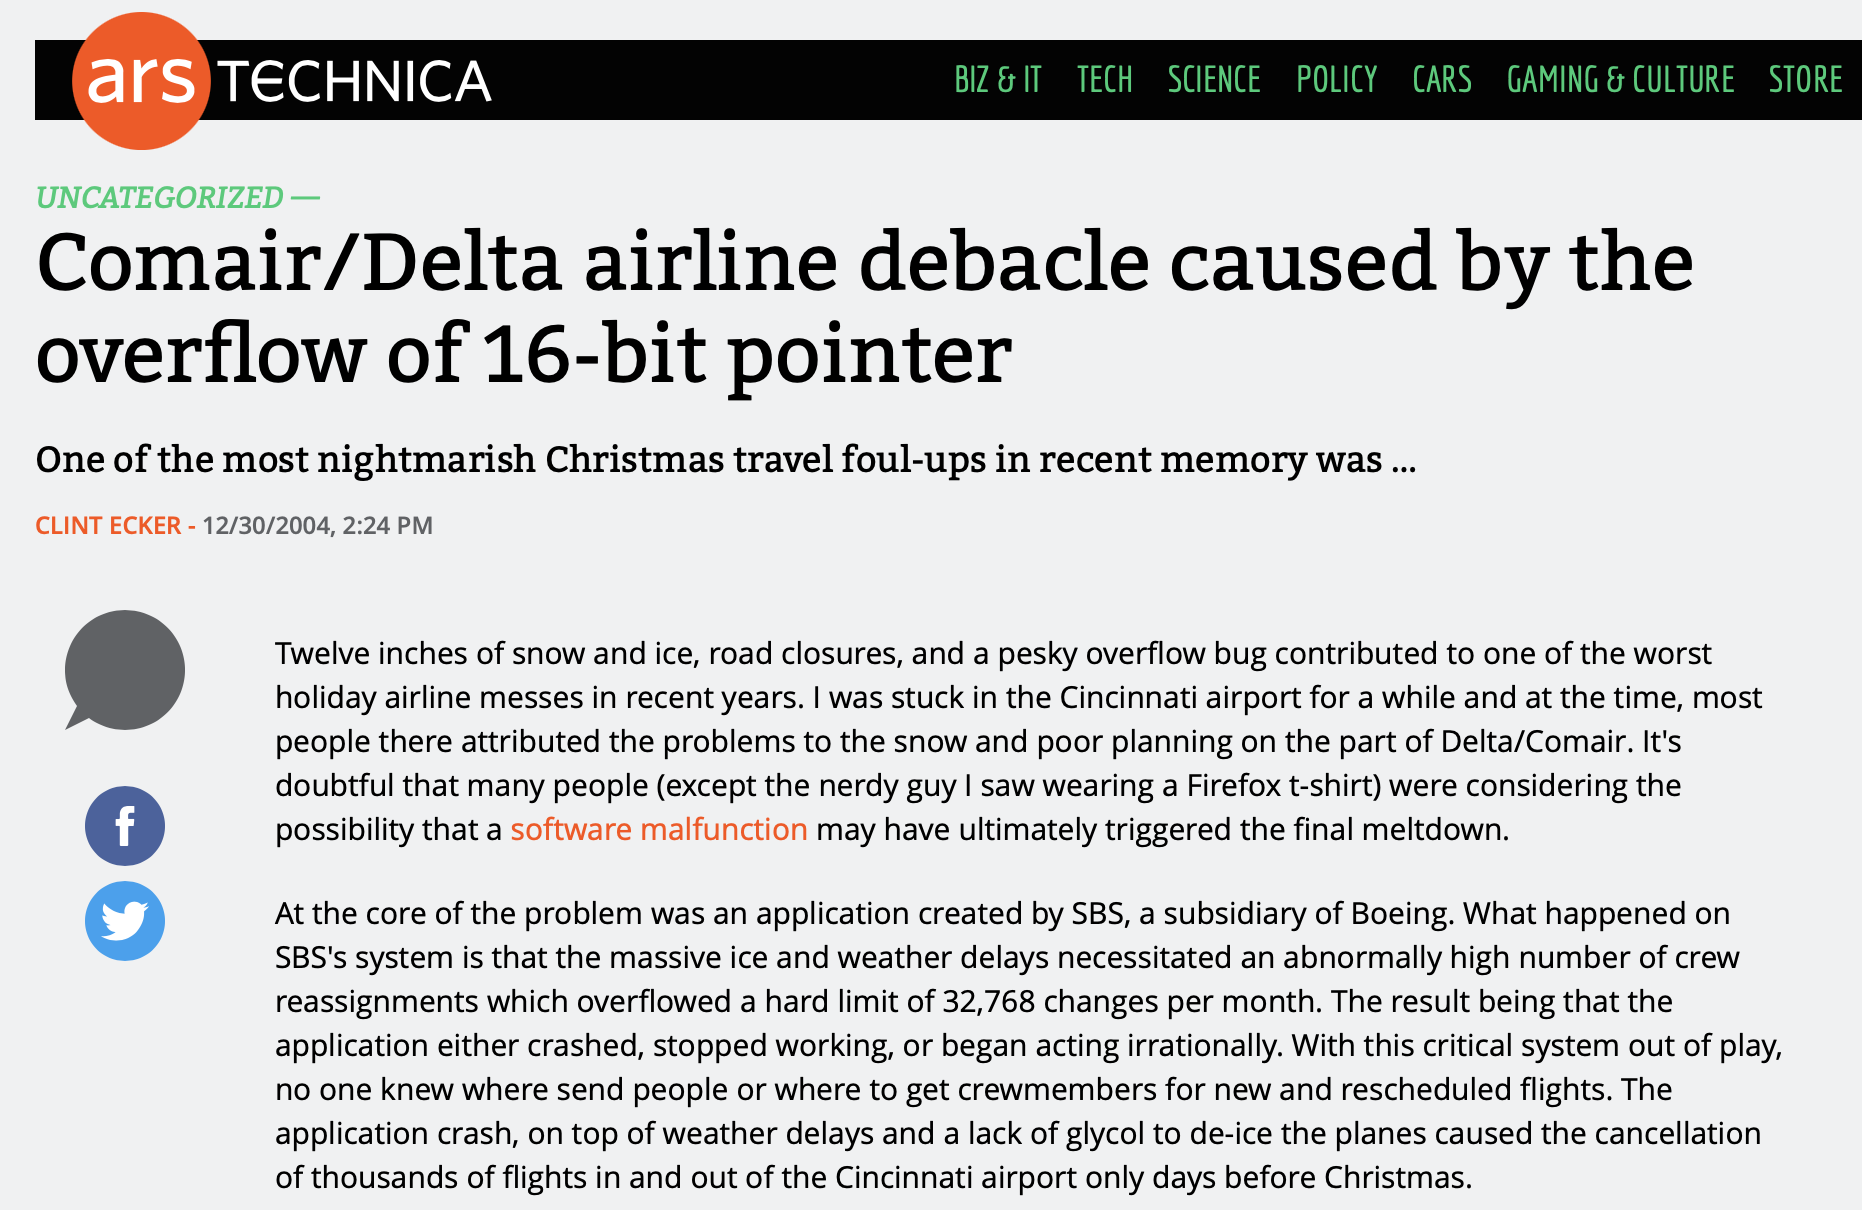 ars TECHNICA
BIZ & IT TECH SCIENCE POLICY CARS GAMING & CULTURE STORE
UNCATEGORIZED —
Comair/Delta airline debacle caused by the
overflow of 16-bit pointer
One of the most nightmarish Christmas travel foul-ups in recent memory was ...
CLINT ECKER - 12/30/2004, 2:24 PM
Twelve inches of snow and ice, road closures, and a pesky overflow bug contributed to one of the worst
holiday airline messes in recent years. I was stuck in the Cincinnati airport for a while and at the time, most
people there attributed the problems to the snow and poor planning on the part of Delta/Comair. It's
doubtful that many people (except the nerdy guy I saw wearing a Firefox t-shirt) were considering the
possibility that a software malfunction may have ultimately triggered the final meltdown.
At the core of the problem was an application created by SBS, a subsidiary of Boeing. What happened on
SBS's system is that the massive ice and weather delays necessitated an abnormally high number of crew
reassignments which overflowed a hard limit of 32,768 changes per month. The result being that the
application either crashed, stopped working, or began acting irrationally. With this critical system out of play,
no one knew where send people or where to get crewmembers for new and rescheduled flights. The
application crash, on top of weather delays and a lack of glycol to de-ice the planes caused the cancellation
of thousands of flights in and out of the Cincinnati airport only days before Christmas.